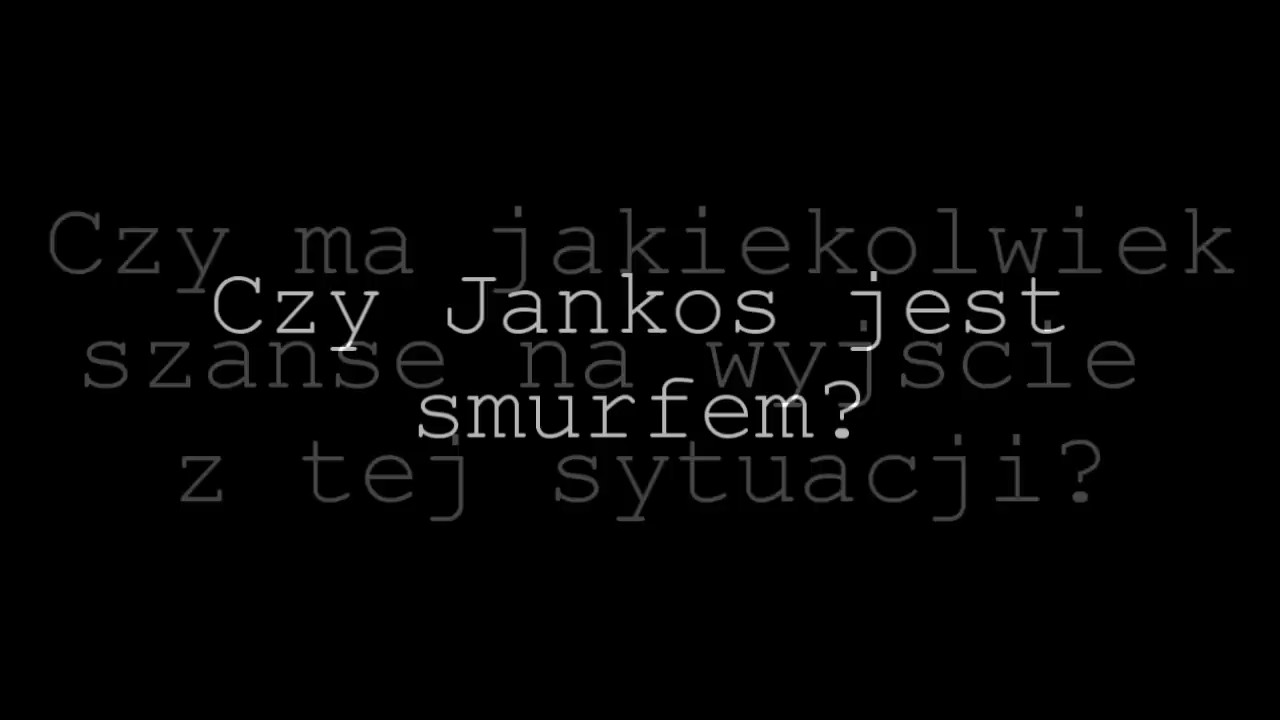 Czy ma jakiekolwiek
Czy Jankos jest
szanse na wyjscie
smurfem?
z tej sytuacji?